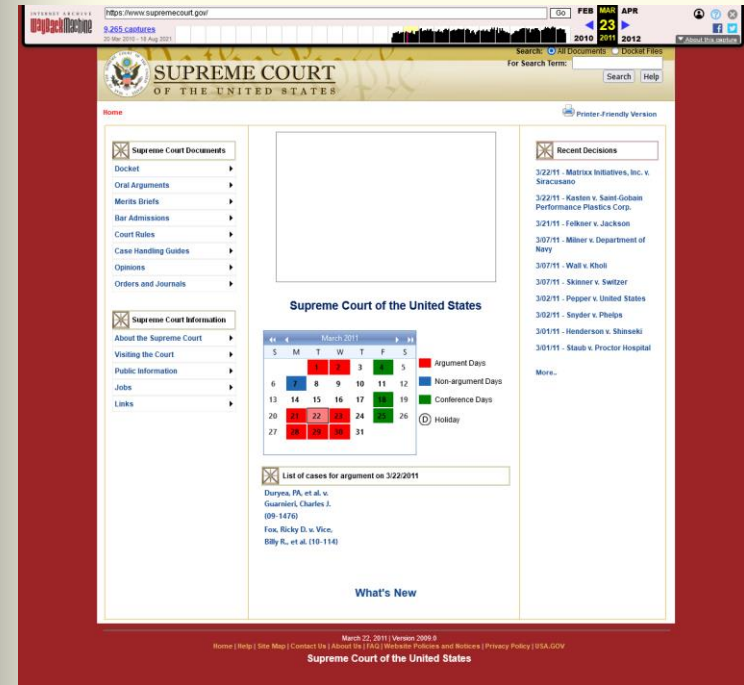 INTERNET ARCHIVE
WayBackMachine
https://www.supremecourt.gov/
Go
FEB MAR APR
9,265 captures
23
20 Mar 2010 - 18 Aug 2021
2010 2011 2012
About this capture
Search: All Documents Docket Files
For Search Term:
Search Help
SUPREME COURT
OF THE UNITED STATES
Home
Printer-Friendly Version
Supreme Court Documents
Docket
Oral Arguments
Merits Briefs
Bar Admissions
Court Rules
Case Handling Guides
Opinions
Orders and Journals
Supreme Court Information
About the Supreme Court
Visiting the Court
Public Information
Jobs
Links
Supreme Court of the United States
March 2011
S M T W T F S
1 2 3 4 5
6 7 8 9 10 11 12
13 14 15 16 17 18 19
20 21 22 23 24 25 26
27 28 29 30 31
Argument Days
Non-argument Days
Conference Days
D Holiday
List of cases for argument on 3/22/2011
Duryea, PA, et al. v.
Guarnieri, Charles J.
(09-1476)
Fox, Ricky D. v. Vice,
Billy R., et al. (10-114)
What's New
Recent Decisions
3/22/11 - Matrixx Initiatives, Inc. v.
Siracusano
3/22/11 - Kasten v. Saint-Gobain
Performance Plastics Corp.
3/21/11 - Felkner v. Jackson
3/07/11 - Milner v. Department of
Navy
3/07/11 - Wall v. Kholi
3/07/11 - Skinner v. Switzer
3/02/11 - Pepper v. United States
3/02/11 - Snyder v. Phelps
3/01/11 - Henderson v. Shinseki
3/01/11 - Staub v. Proctor Hospital
More..
March 22, 2011 | Version 2009.0
Home | Help | Site Map | Contact Us | About Us | FAQ | Website Policies and Notices | Privacy Policy | USA.GOV
Supreme Court of the United States